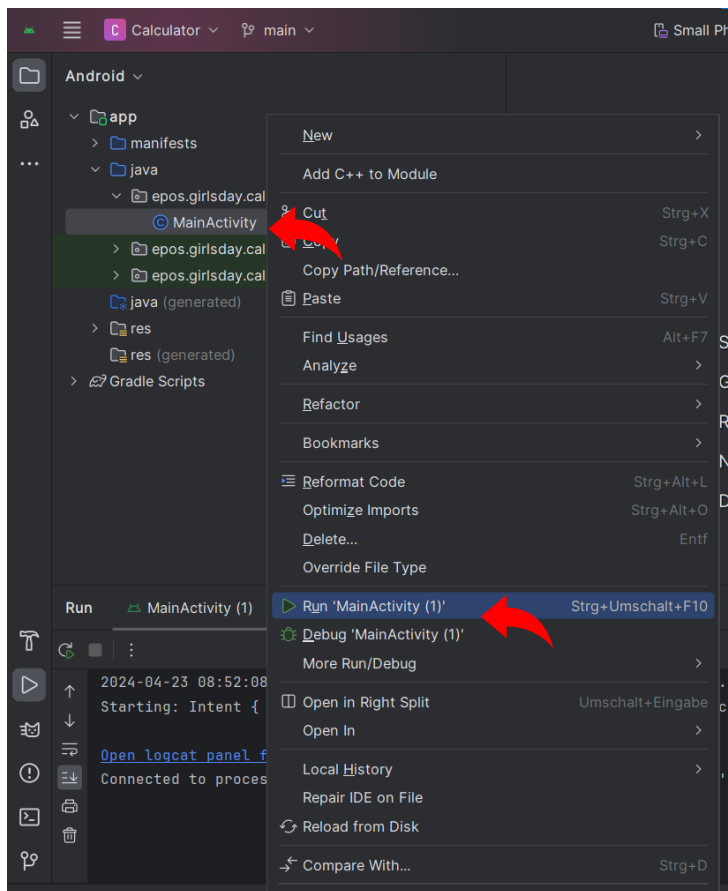 C Calculator main Small Ph
Android
app
manifests
java
epos.girlsday.cal
MainActivity
epos.girlsday.cal
epos.girlsday.cal
java (generated)
res
res (generated)
Gradle Scripts
New
Add C++ to Module
Cut Strg+X
Copy Strg+C
Copy Path/Reference...
Paste Strg+V
Find Usages Alt+F7
Analyze
Refactor
Bookmarks
Reformat Code Strg+Alt+L
Optimize Imports Strg+Alt+O
Delete... Entf
Override File Type
Run 'MainActivity (1)' Strg+Umschalt+F10
Debug 'MainActivity (1)'
More Run/Debug
Open in Right Split Umschalt+Eingabe
Open In
Local History
Repair IDE on File
Reload from Disk
Compare With... Strg+D
S
G
R
N
D
Run MainActivity (1)
2024-04-23 08:52:08
Starting: Intent {
Open logcat panel f
Connected to proces